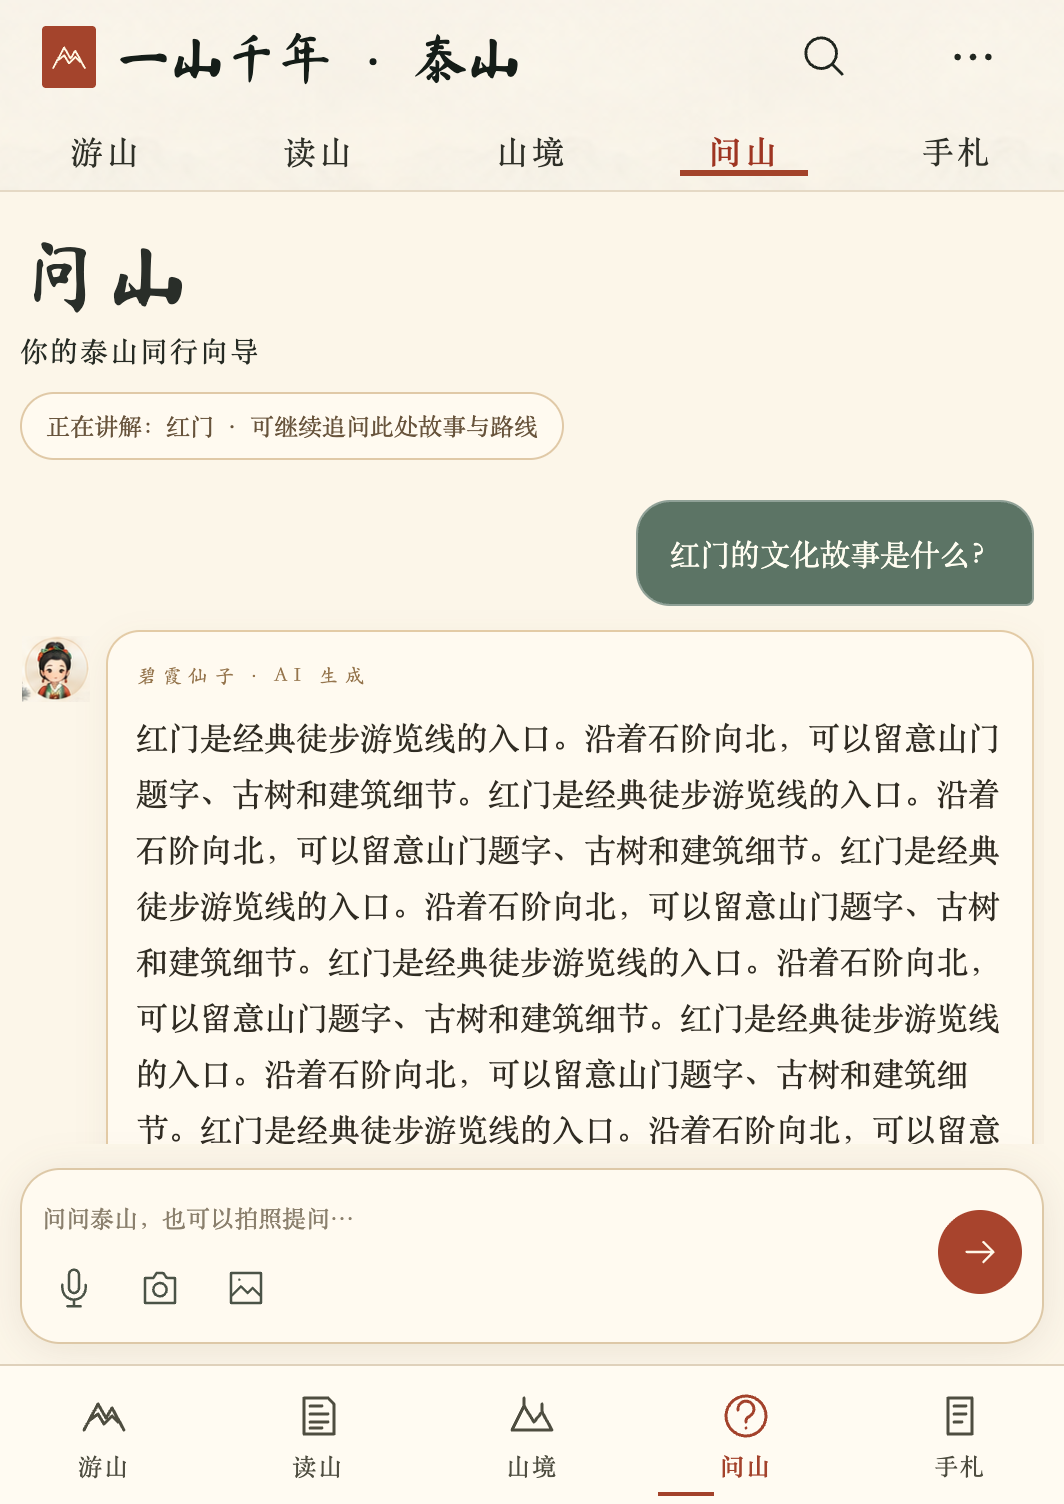 一山千年 · 泰山
游山 读山 山境 问山 手札
问山
你的泰山同行向导
正在讲解：红门 · 可继续追问此处故事与路线
红门的文化故事是什么？
碧霞仙子 · AI 生成
红门是经典徒步游览线的入口。沿着石阶向北，可以留意山门
题字、古树和建筑细节。红门是经典徒步游览线的入口。沿着
石阶向北，可以留意山门题字、古树和建筑细节。红门是经典
徒步游览线的入口。沿着石阶向北，可以留意山门题字、古树
和建筑细节。红门是经典徒步游览线的入口。沿着石阶向北，
可以留意山门题字、古树和建筑细节。红门是经典徒步游览线
的入口。沿着石阶向北，可以留意山门题字、古树和建筑细
节。红门是经典徒步游览线的入口。沿着石阶向北，可以留意
问问泰山，也可以拍照提问…
游山 读山 山境 问山 手札